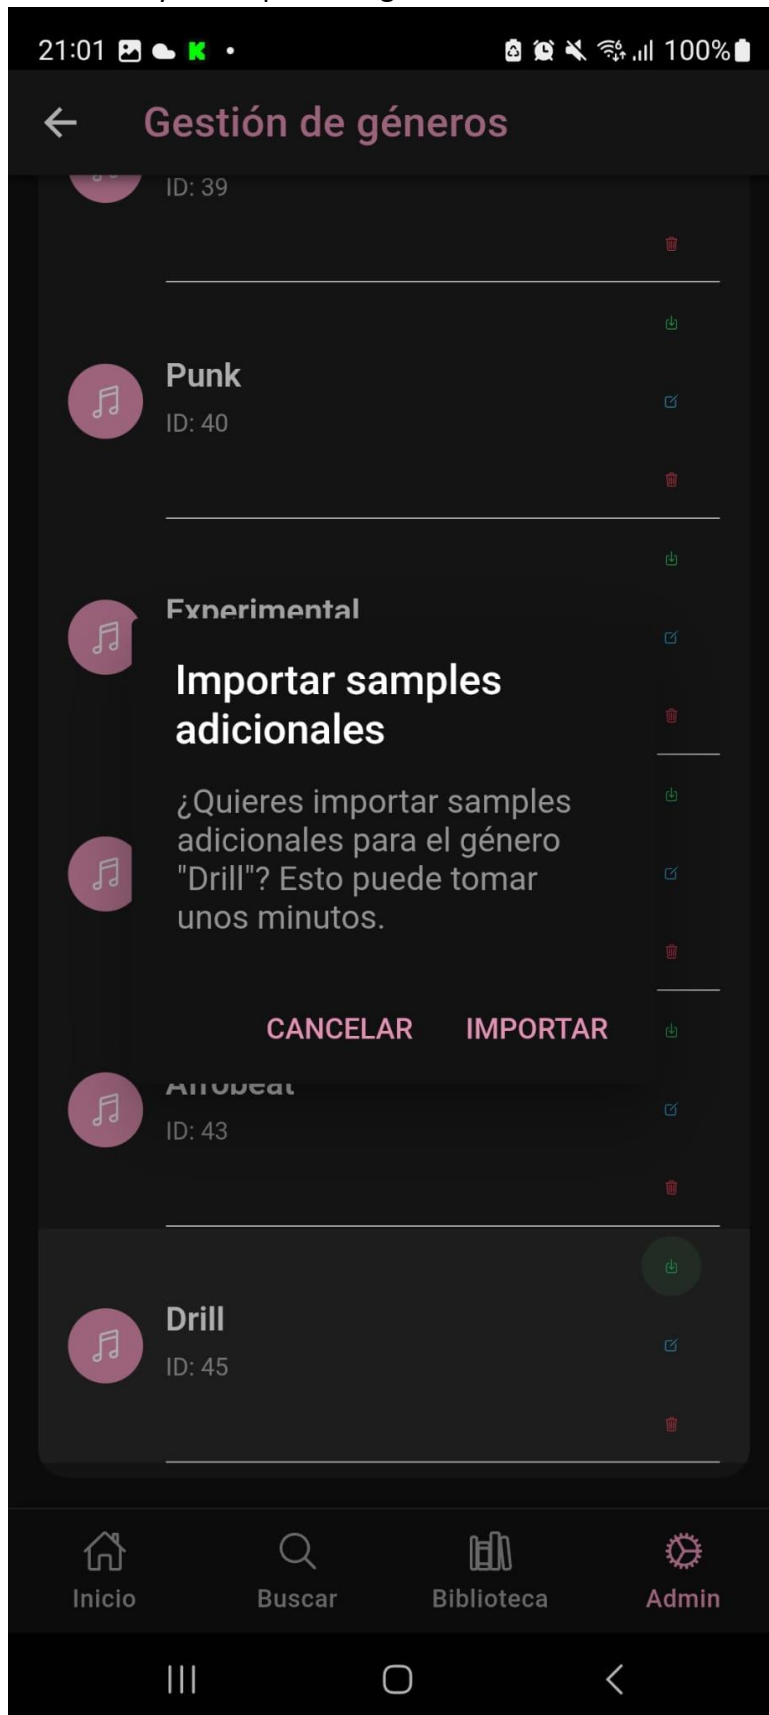 21:01
100%
Gestión de géneros
ID: 39
Punk
ID: 40
Experimental
Importar samples
adicionales
¿Quieres importar samples
adicionales para el género
"Drill"? Esto puede tomar
unos minutos.
CANCELAR IMPORTAR
Afrobeat
ID: 43
Drill
ID: 45
Inicio Buscar Biblioteca Admin